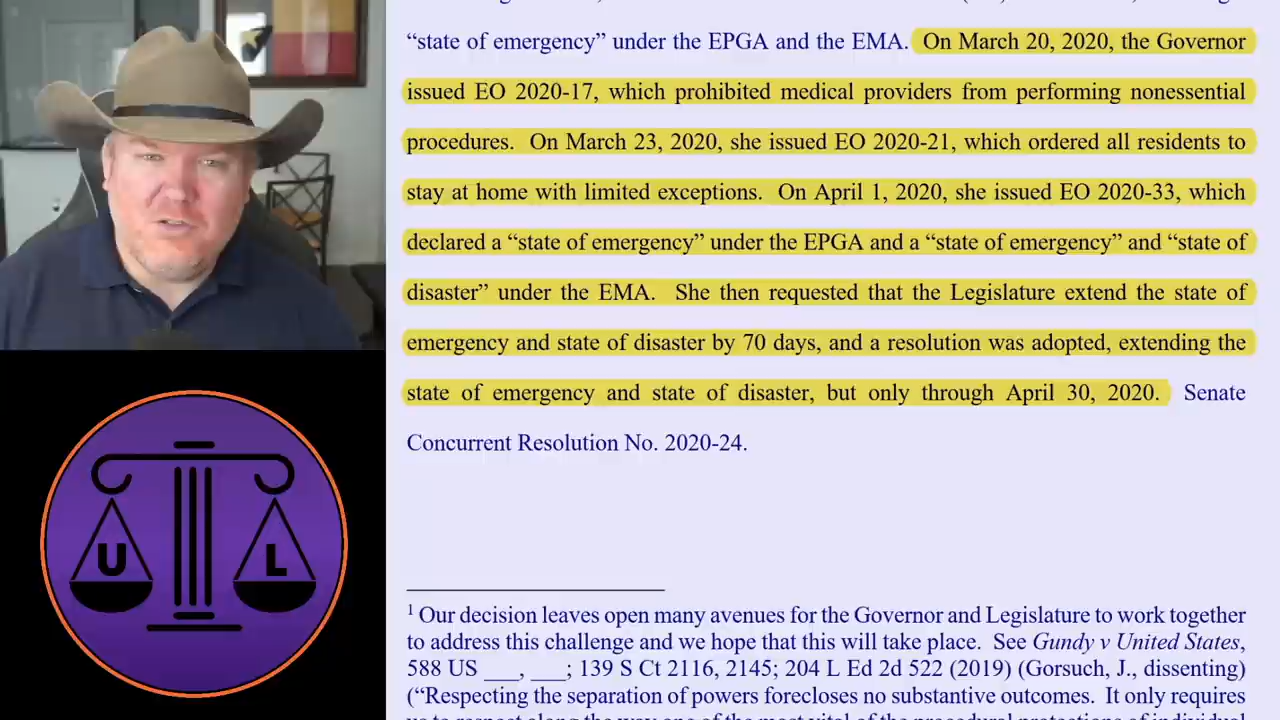 "state of emergency" under the EPGA and the EMA. On March 20, 2020, the Governor
issued EO 2020-17, which prohibited medical providers from performing nonessential
procedures. On March 23, 2020, she issued EO 2020-21, which ordered all residents to
stay at home with limited exceptions. On April 1, 2020, she issued EO 2020-33, which
declared a "state of emergency" under the EPGA and a "state of emergency" and "state of
disaster" under the EMA. She then requested that the Legislature extend the state of
emergency and state of disaster by 70 days, and a resolution was adopted, extending the
state of emergency and state of disaster, but only through April 30, 2020. Senate
Concurrent Resolution No. 2020-24.
U L
1 Our decision leaves open many avenues for the Governor and Legislature to work together
to address this challenge and we hope that this will take place. See Gundy v United States,
588 US ___, ___; 139 S Ct 2116, 2145; 204 L Ed 2d 522 (2019) (Gorsuch, J., dissenting)
("Respecting the separation of powers forecloses no substantive outcomes. It only requires